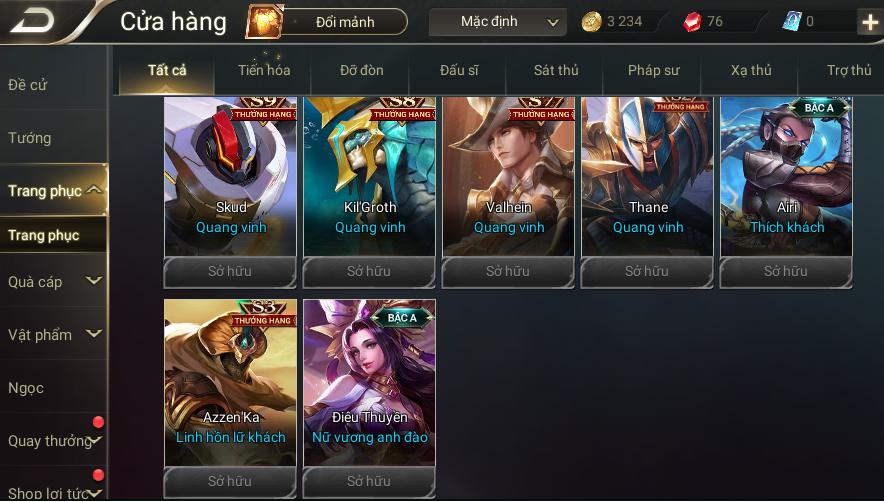 Cửa hàng
Đổi mảnh
Mặc định
3 234
76
0
Đề cử
Tướng
Trang phục
Trang phục
Quà cáp
Vật phẩm
Ngọc
Quay thưởng
Shop lợi tức
Tất cả
Tiến hóa
Đỡ đòn
Đấu sĩ
Sát thủ
Pháp sư
Xạ thủ
Trợ thủ
S9
THƯỞNG HẠNG
Skud
Quang vinh
Sở hữu
S8
THƯỞNG HẠNG
Kil'Groth
Quang vinh
Sở hữu
S7
THƯỞNG HẠNG
Valhein
Quang vinh
Sở hữu
THƯỞNG HẠNG
Thane
Quang vinh
Sở hữu
BẬC A
Airi
Thích khách
Sở hữu
S3
THƯỞNG HẠNG
Azzen'Ka
Linh hồn lữ khách
Sở hữu
BẬC A
Điêu Thuyền
Nữ vương anh đào
Sở hữu